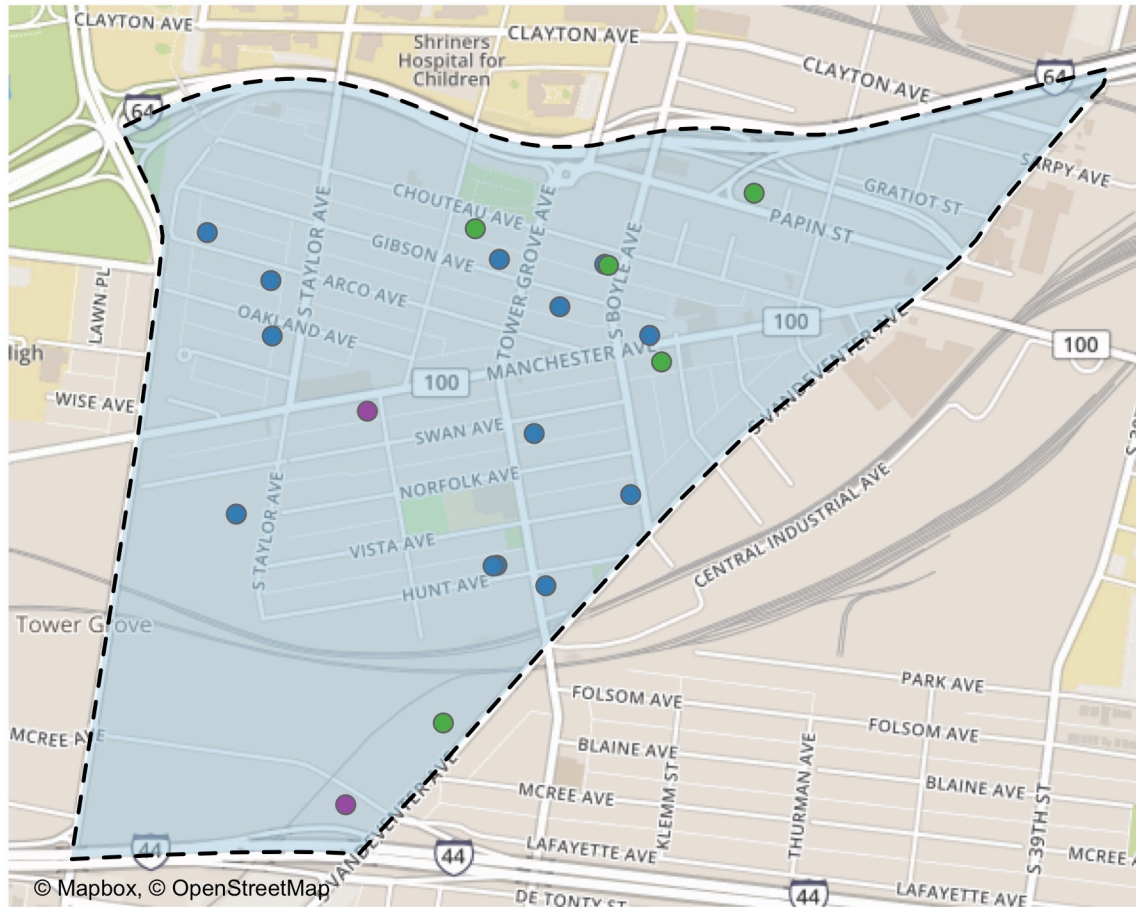 CLAYTON AVE
CLAYTON AVE
Shriners
Hospital for
Children
CLAYTON AVE
64
64
SARPY AVE
GRATIOT ST
CHOUTEAU AVE
PAPIN ST
GIBSON AVE
S TAYLOR AVE
TOWER GROVE AVE
S BOYLE AVE
ARCO AVE
OAKLAND AVE
LAWN PL
100
MANCHESTER AVE
100
100
S VANDEVENTER AVE
WISE AVE
SWAN AVE
NORFOLK AVE
S TAYLOR AVE
VISTA AVE
HUNT AVE
CENTRAL INDUSTRIAL AVE
Tower Grove
PARK AVE
FOLSOM AVE
FOLSOM AVE
MCREE AVE
BLAINE AVE
BLAINE AVE
MCREE AVE
KLEMM ST
THURMAN AVE
S 39TH ST
S VANDEVENTER AVE
44
44
LAFAYETTE AVE
MCREE
44
LAFAYETTE AVE
DE TONTY ST
© Mapbox, © OpenStreetMap